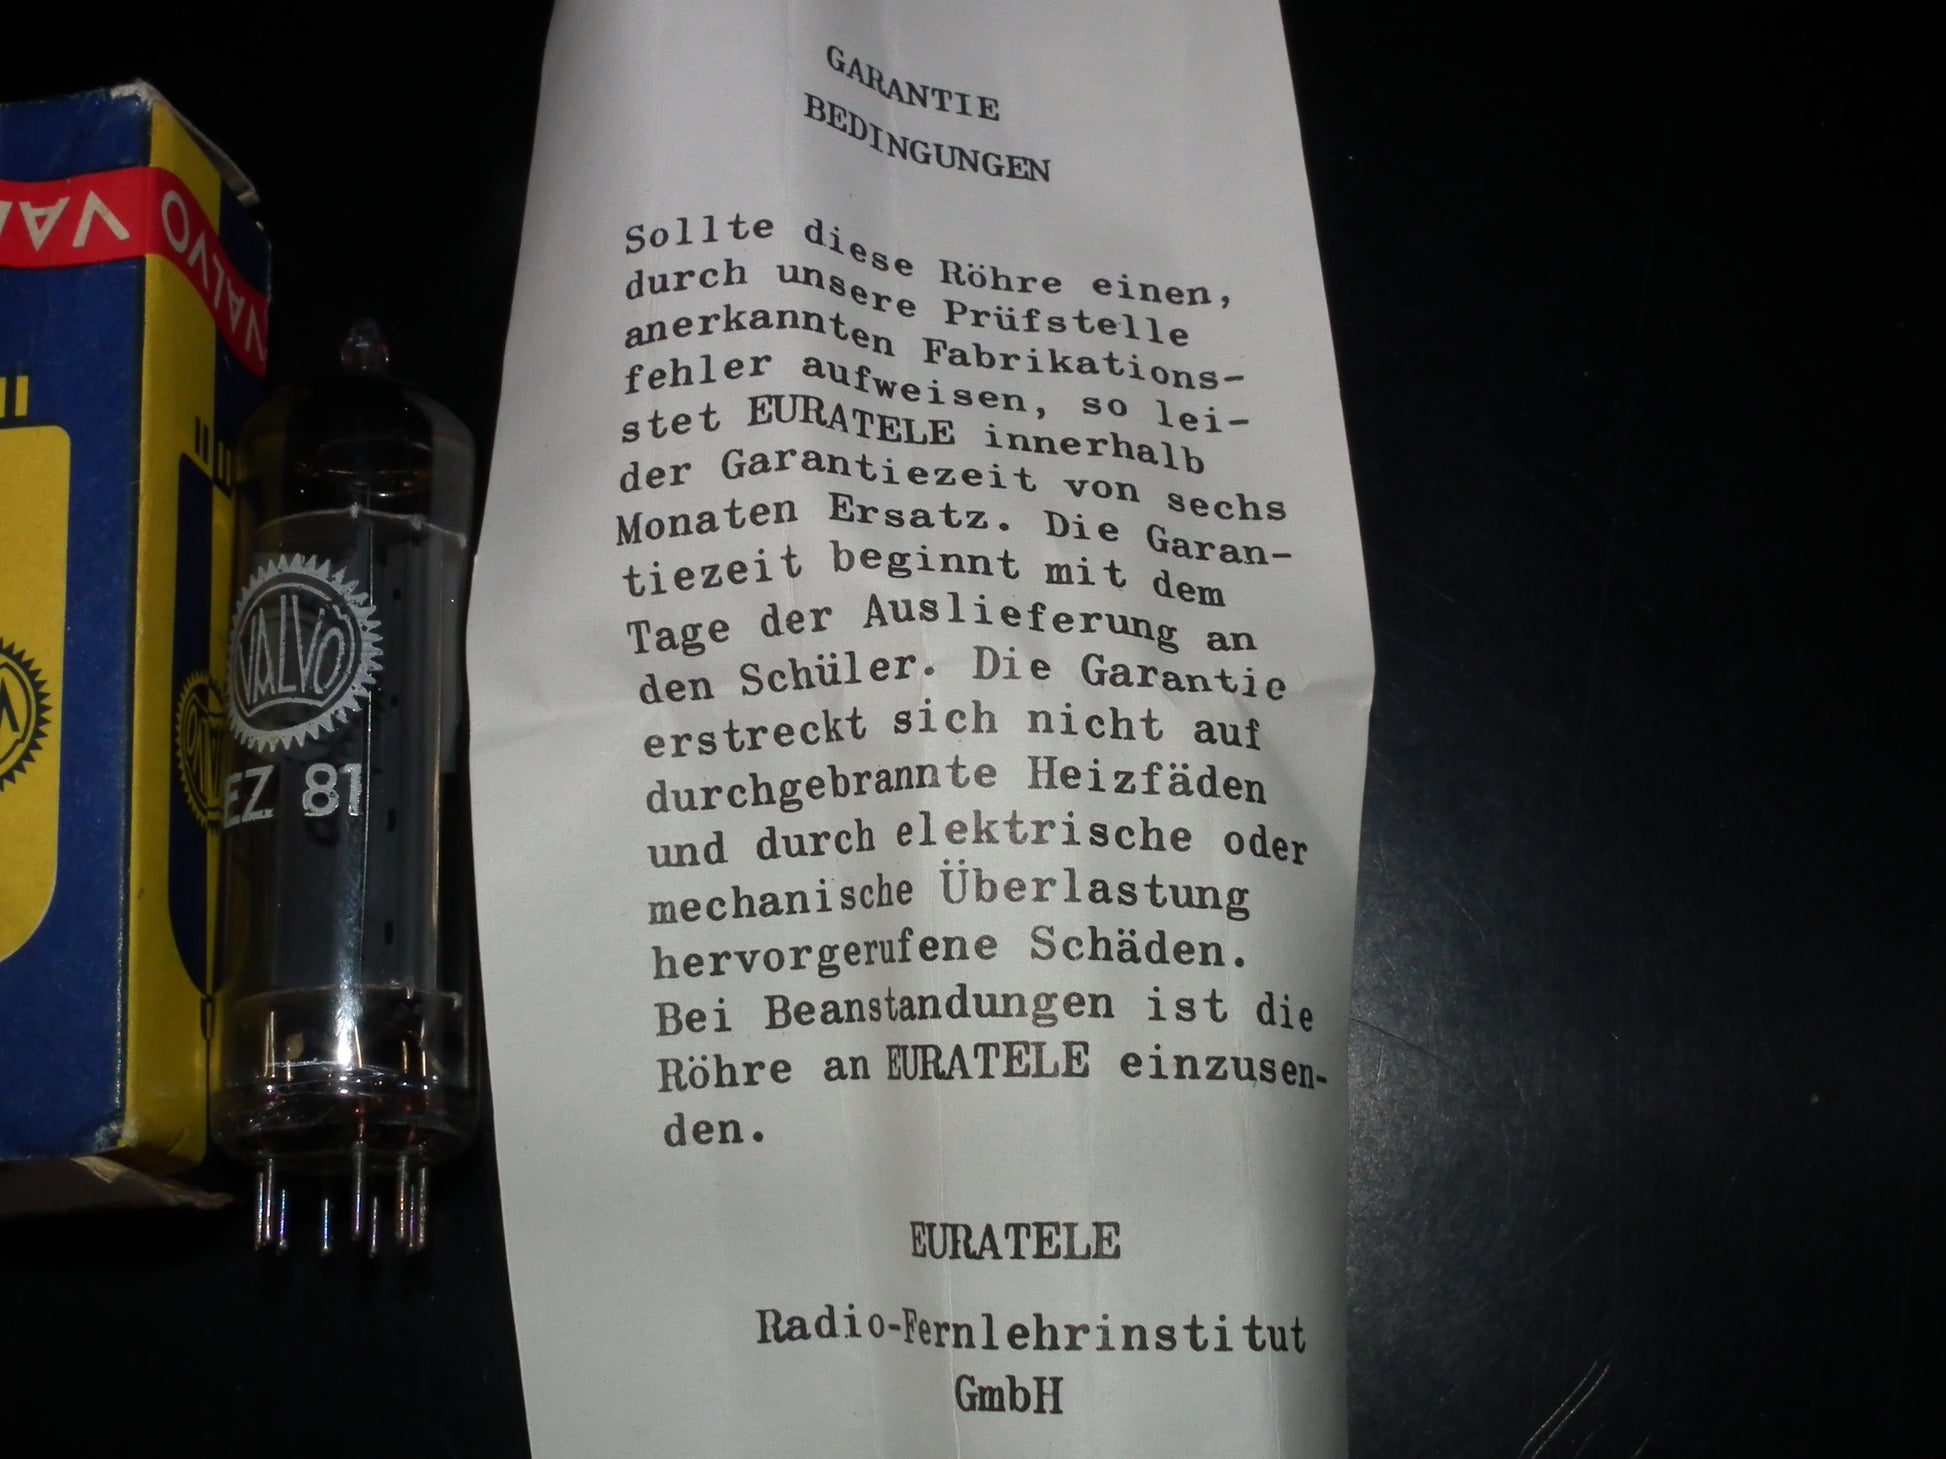 GARANTIE
BEDINGUNGEN
Sollte diese Röhre einen,
durch unsere Prüfstelle
anerkannten Fabrikations-
fehler aufweisen, so lei-
stet EURATELE innerhalb
der Garantiezeit von sechs
Monaten Ersatz. Die Garan-
tiezeit beginnt mit dem
Tage der Auslieferung an
den Schüler. Die Garantie
erstreckt sich nicht auf
durchgebrannte Heizfäden
und durch elektrische oder
mechanische Überlastung
hervorgerufene Schäden.
Bei Beanstandungen ist die
Röhre an EURATELE einzusen-
den.
EURATELE
Radio-Fernlehrinstitut
GmbH
VALVO
VALVO
VALVO
EZ 81